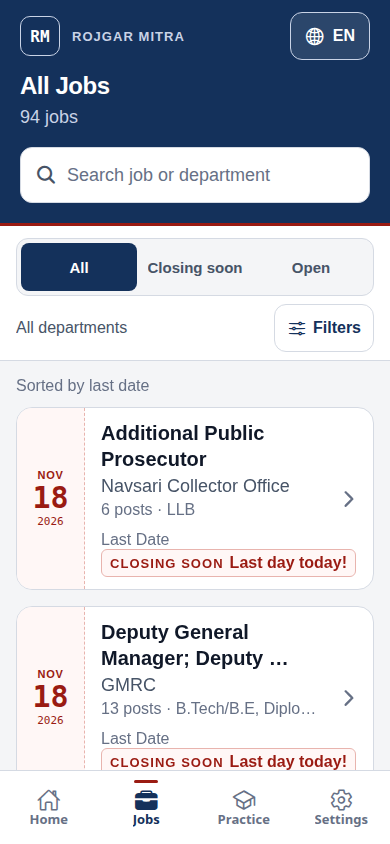 RM ROJGAR MITRA EN
All Jobs
94 jobs
Search job or department
All Closing soon Open
All departments Filters
Sorted by last date
NOV
18
2026
Additional Public
Prosecutor
Navsari Collector Office
6 posts · LLB
Last Date
CLOSING SOON Last day today!
NOV
18
2026
Deputy General
Manager; Deputy …
GMRC
13 posts · B.Tech/B.E, Diplo…
Last Date
CLOSING SOON Last day today!
Home Jobs Practice Settings